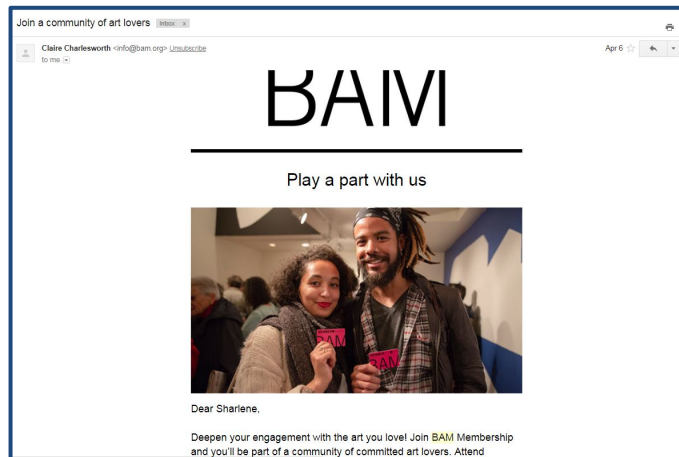 Join a community of art lovers Inbox x
Claire Charlesworth <info@bam.org> Unsubscribe Apr 6
to me
BAM
Play a part with us
BAM
BAM
Dear Sharlene,
Deepen your engagement with the art you love! Join BAM Membership
and you'll be part of a community of committed art lovers. Attend